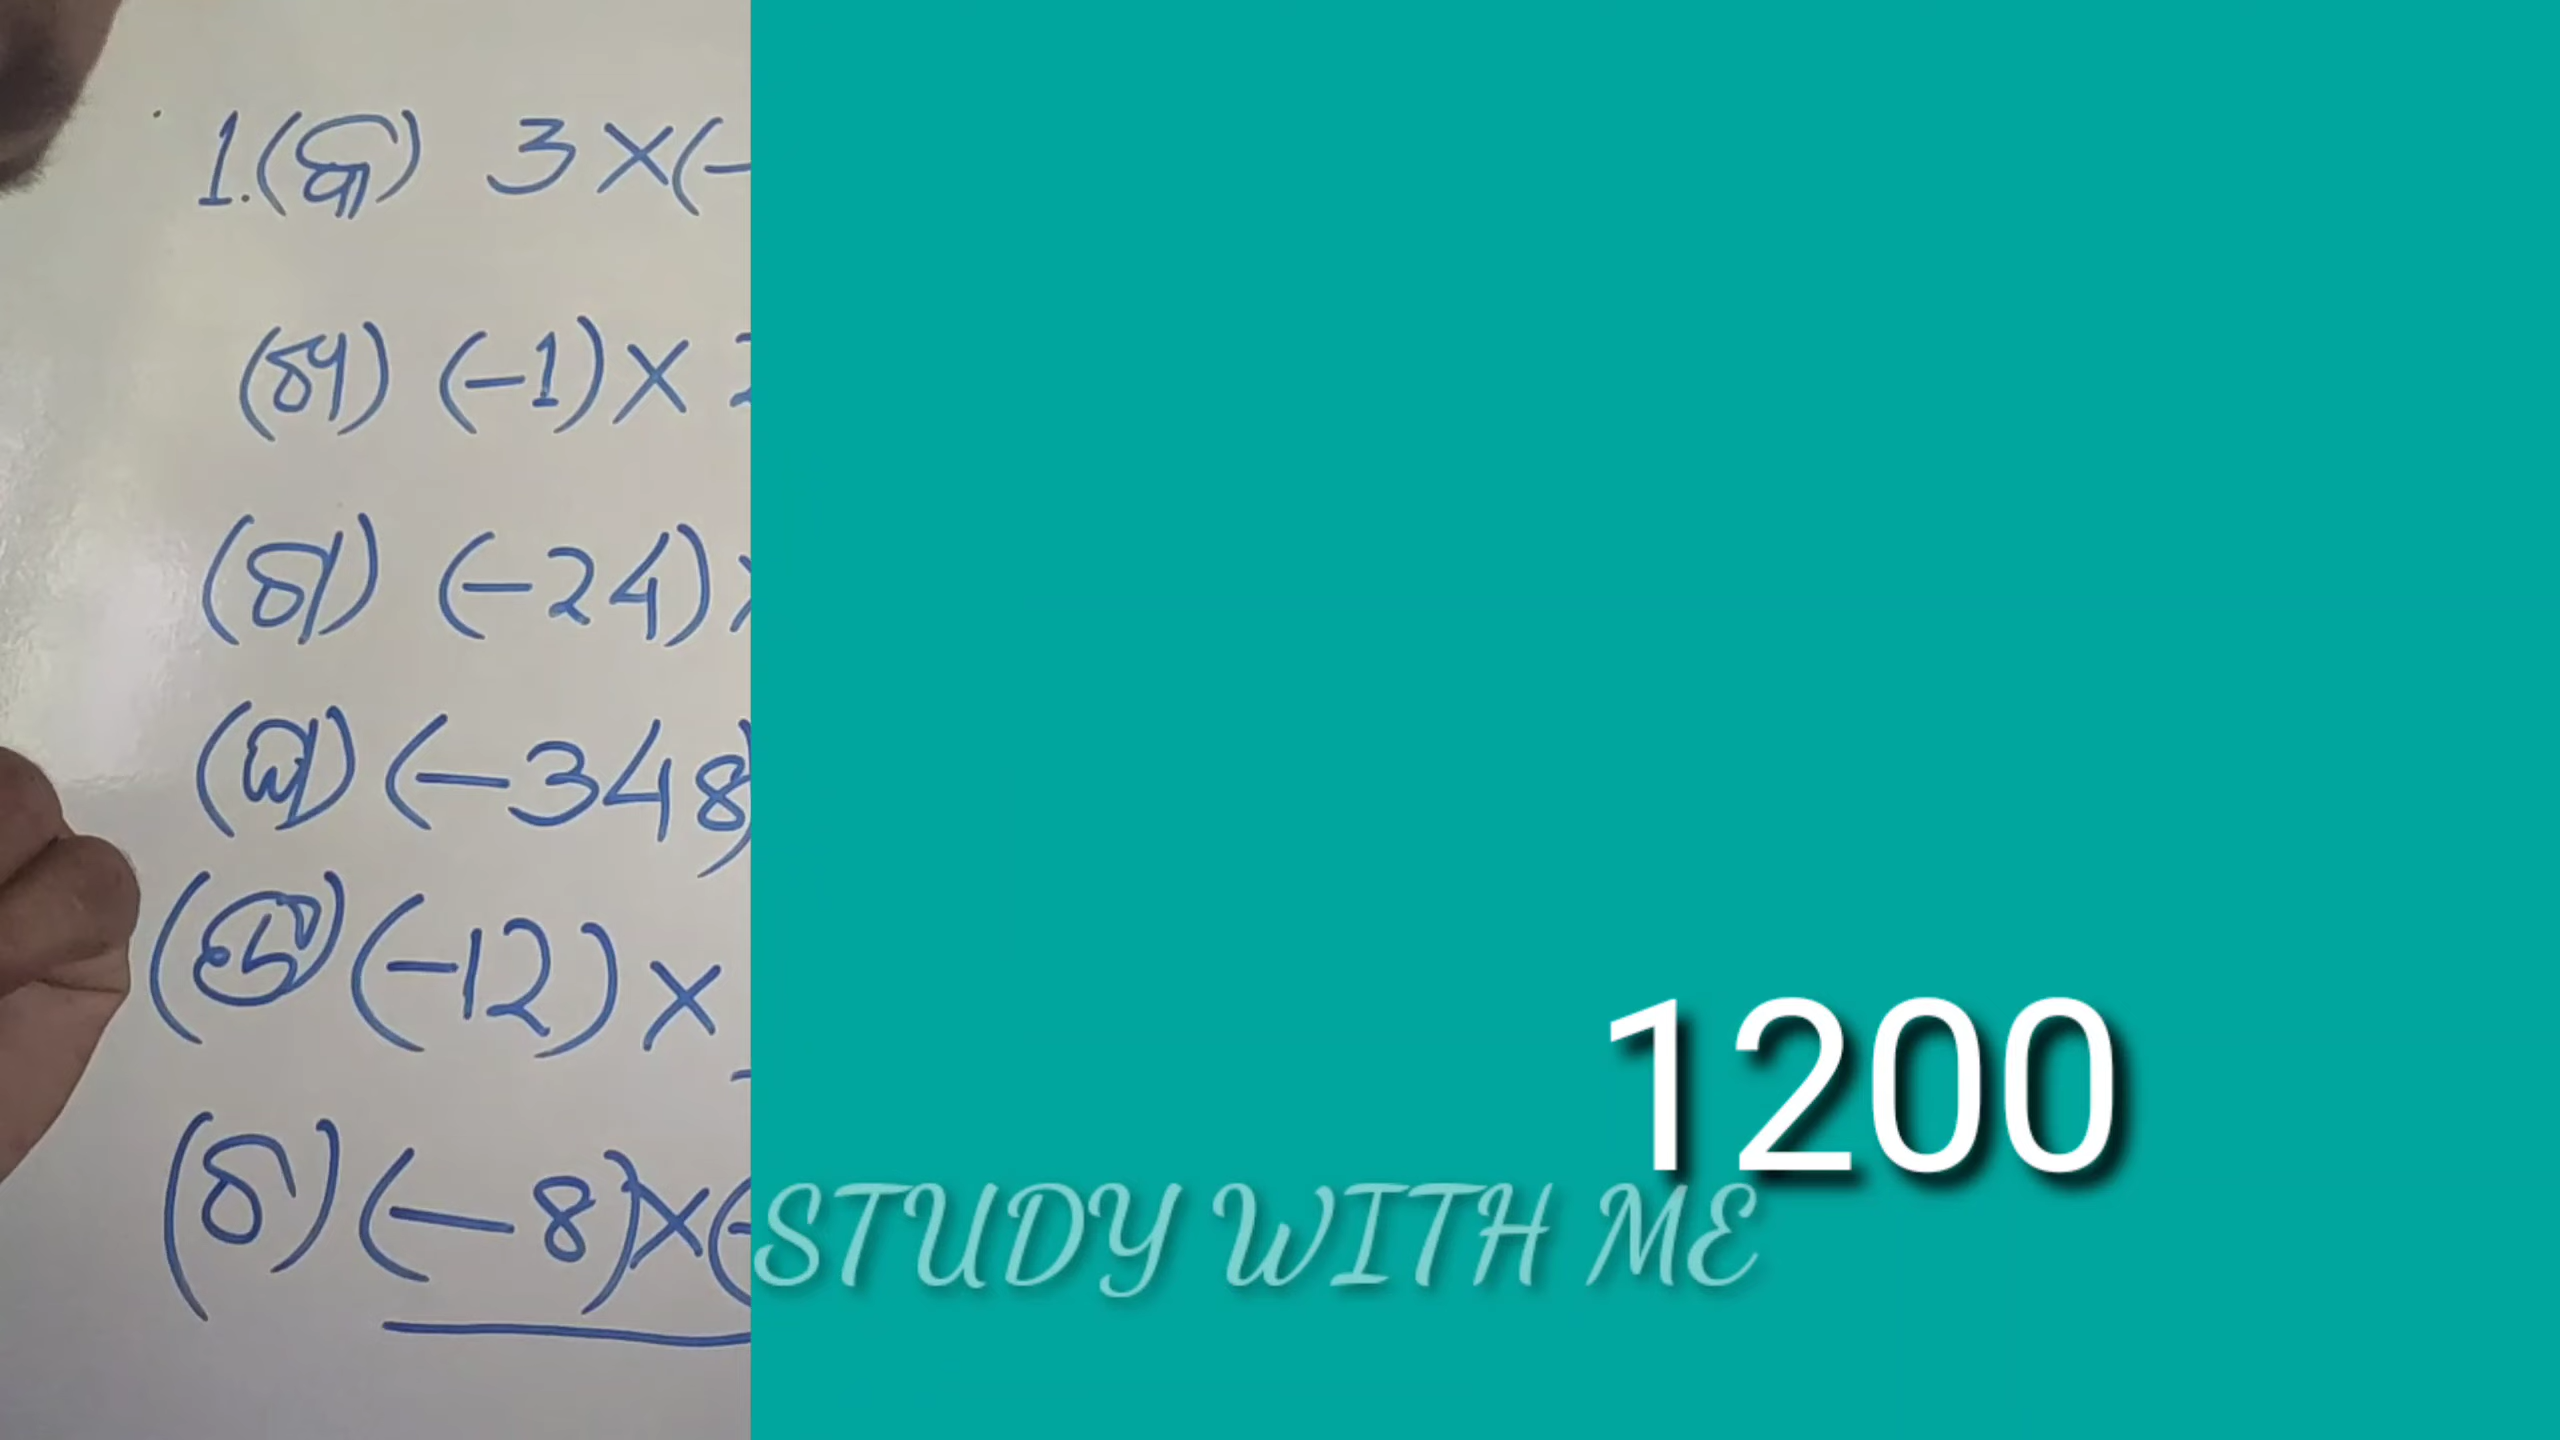 1.(କ) 3 ×(-
(ଖ) (-1) ×
(ଗ) (-24)
(ଘ) (-348)
(ଙ) (-12) ×
(ଚ) (-8)×(-
1200
STUDY WITH ME